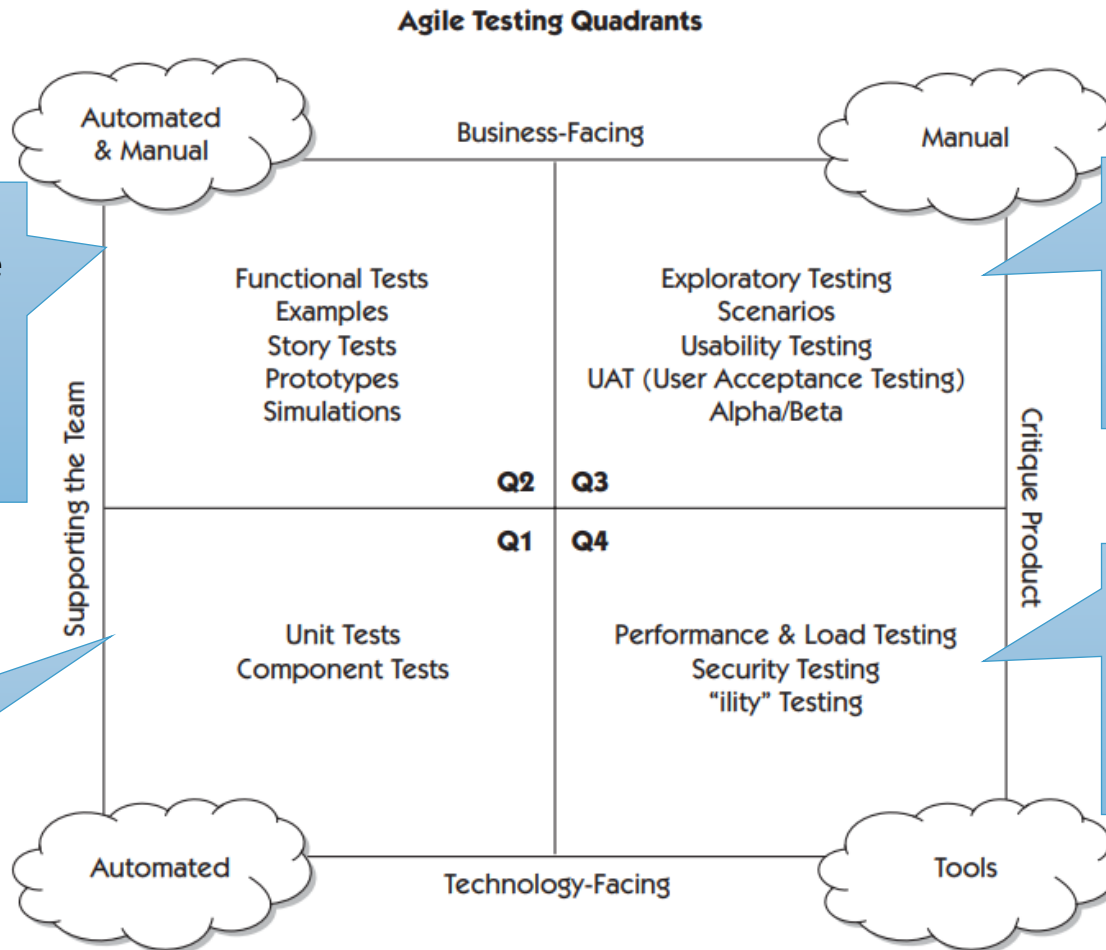 Agile Testing Quadrants
Automated
& Manual
Business-Facing
Manual
e
Functional Tests
Examples
Story Tests
Prototypes
Simulations
Exploratory Testing
Scenarios
Usability Testing
UAT (User Acceptance Testing)
Alpha/Beta
Supporting the Team
Critique Product
Q2
Q3
Q1
Q4
Unit Tests
Component Tests
Performance & Load Testing
Security Testing
“ility” Testing
Automated
Technology-Facing
Tools